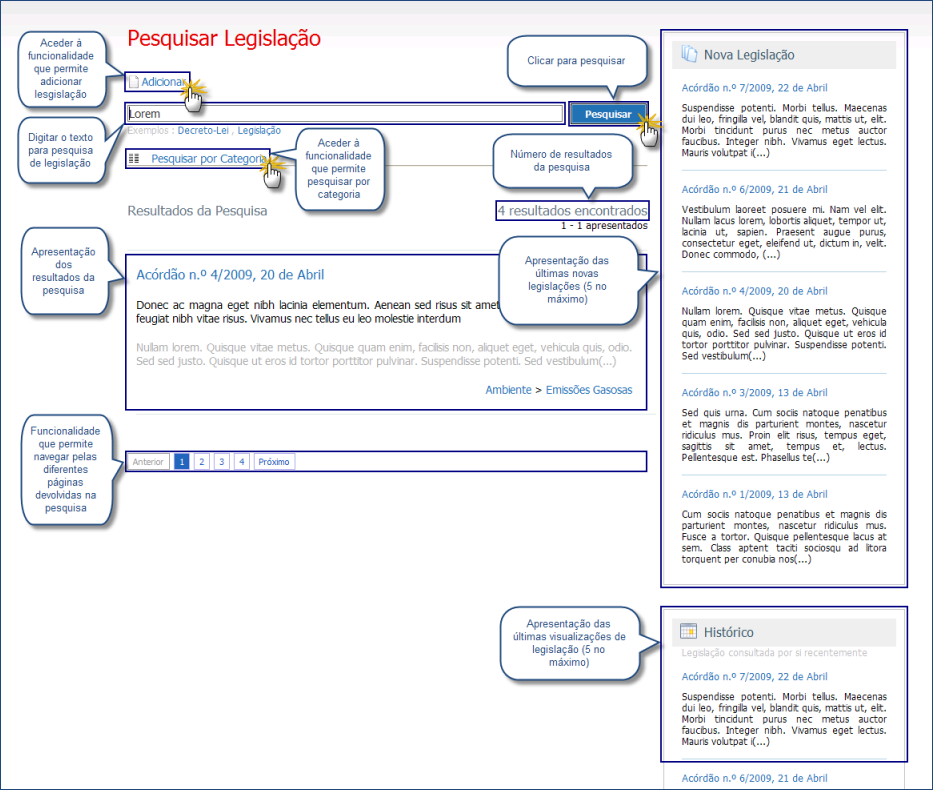 Pesquisar Legislação
Aceder à
funcionalidade
que permite
adicionar
lesgislação
Adicionar
Lorem
Pesquisar
Clicar para pesquisar
Exemplos : Decreto-Lei , Legislação
Digitar o texto
para pesquisa
de legislação
Pesquisar por Categoria
Aceder à
funcionalidade
que permite
pesquisar por
categoria
Número de resultados
da pesquisa
Resultados da Pesquisa
4 resultados encontrados
1 - 1 apresentados
Apresentação
dos
resultados da
pesquisa
Apresentação das
últimas novas
legislações (5 no
máximo)
Acórdão n.º 4/2009, 20 de Abril
Donec ac magna eget nibh lacinia elementum. Aenean sed risus sit amet
feugiat nibh vitae risus. Vivamus nec tellus eu leo molestie interdum
Nullam lorem. Quisque vitae metus. Quisque quam enim, facilisis non, aliquet eget, vehicula quis, odio.
Sed sed justo. Quisque ut eros id tortor porttitor pulvinar. Suspendisse potenti. Sed vestibulum(...)
Ambiente > Emissões Gasosas
Funcionalidade
que permite
navegar pelas
diferentes
páginas
devolvidas na
pesquisa
Anterior 1 2 3 4 Próximo
Nova Legislação
Acórdão n.º 7/2009, 22 de Abril
Suspendisse potenti. Morbi tellus. Maecenas
dui leo, fringilla vel, blandit quis, mattis ut, elit.
Morbi tincidunt purus nec metus auctor
faucibus. Integer nibh. Vivamus eget lectus.
Mauris volutpat i(...)
Acórdão n.º 6/2009, 21 de Abril
Vestibulum laoreet posuere mi. Nam vel elit.
Nullam lacus lorem, lobortis aliquet, tempor ut,
lacinia ut, sapien. Praesent augue purus,
consectetur eget, eleifend ut, dictum in, velit.
Donec commodo, (...)
Acórdão n.º 4/2009, 20 de Abril
Nullam lorem. Quisque vitae metus. Quisque
quam enim, facilisis non, aliquet eget, vehicula
quis, odio. Sed sed justo. Quisque ut eros id
tortor porttitor pulvinar. Suspendisse potenti.
Sed vestibulum(...)
Acórdão n.º 3/2009, 13 de Abril
Sed quis urna. Cum sociis natoque penatibus
et magnis dis parturient montes, nascetur
ridiculus mus. Proin elit risus, tempus eget,
sagittis sit amet, tempus et, lectus.
Pellentesque est. Phasellus te(...)
Acórdão n.º 1/2009, 13 de Abril
Cum sociis natoque penatibus et magnis dis
parturient montes, nascetur ridiculus mus.
Fusce a tortor. Quisque pellentesque lacus at
sem. Class aptent taciti sociosqu ad litora
torquent per conubia nos(...)
Apresentação das
últimas visualizações de
legislação (5 no
máximo)
Histórico
Legislação consultada por si recentemente
Acórdão n.º 7/2009, 22 de Abril
Suspendisse potenti. Morbi tellus. Maecenas
dui leo, fringilla vel, blandit quis, mattis ut, elit.
Morbi tincidunt purus nec metus auctor
faucibus. Integer nibh. Vivamus eget lectus.
Mauris volutpat i(...)
Acórdão n.º 6/2009, 21 de Abril